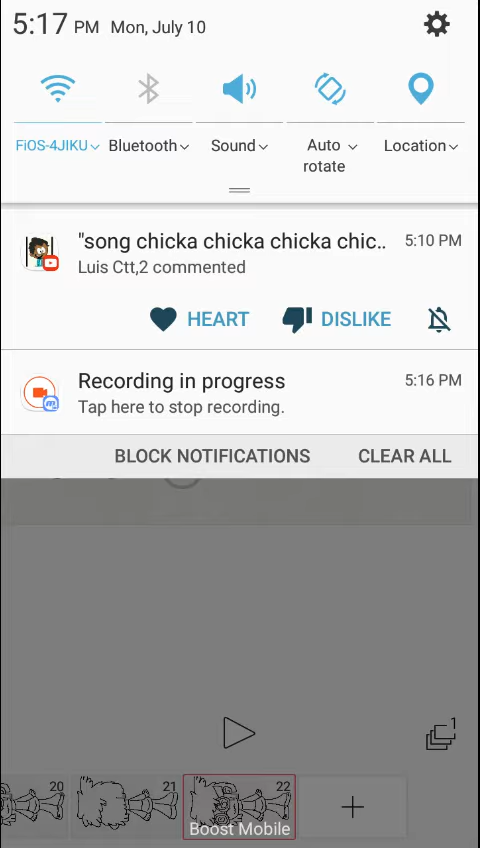 5:17 PM Mon, July 10
FiOS-4JIKU Bluetooth Sound Auto rotate Location
"song chicka chicka chicka chic.. 5:10 PM
Luis Ctt,2 commented
HEART DISLIKE
Recording in progress 5:16 PM
Tap here to stop recording.
BLOCK NOTIFICATIONS CLEAR ALL
1
20 21 22
Boost Mobile